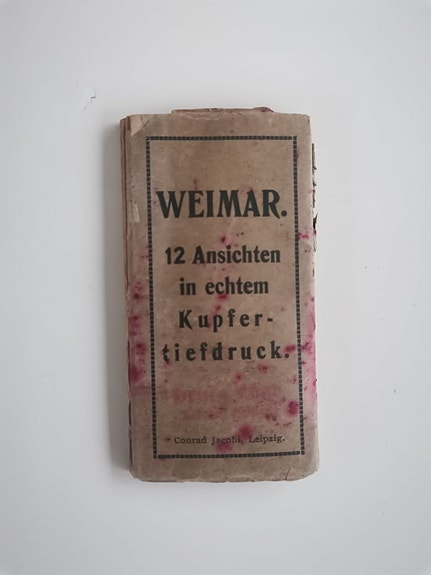 WEIMAR.
12 Ansichten
in echtem
Kupfer-
tiefdruck.
Conrad Jacobi, Leipzig.